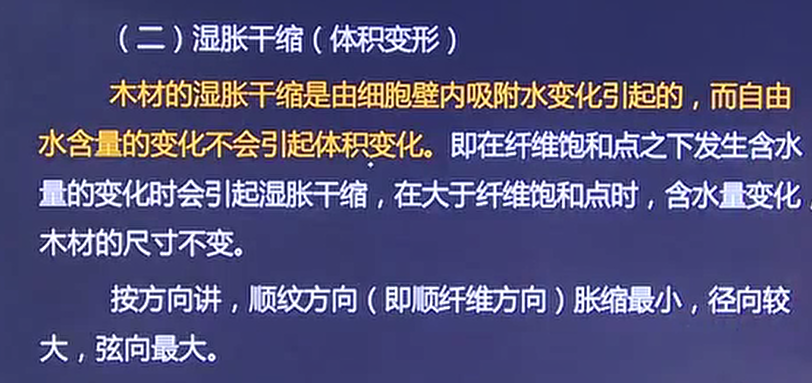 （二）湿胀干缩（体积变形）
木材的湿胀干缩是由细胞壁内吸附水变化引起的，而自由
水含量的变化不会引起体积变化。即在纤维饱和点之下发生含水
量的变化时会引起湿胀干缩，在大于纤维饱和点时，含水量变化，
木材的尺寸不变。
按方向讲，顺纹方向（即顺纤维方向）胀缩最小，径向较
大，弦向最大。